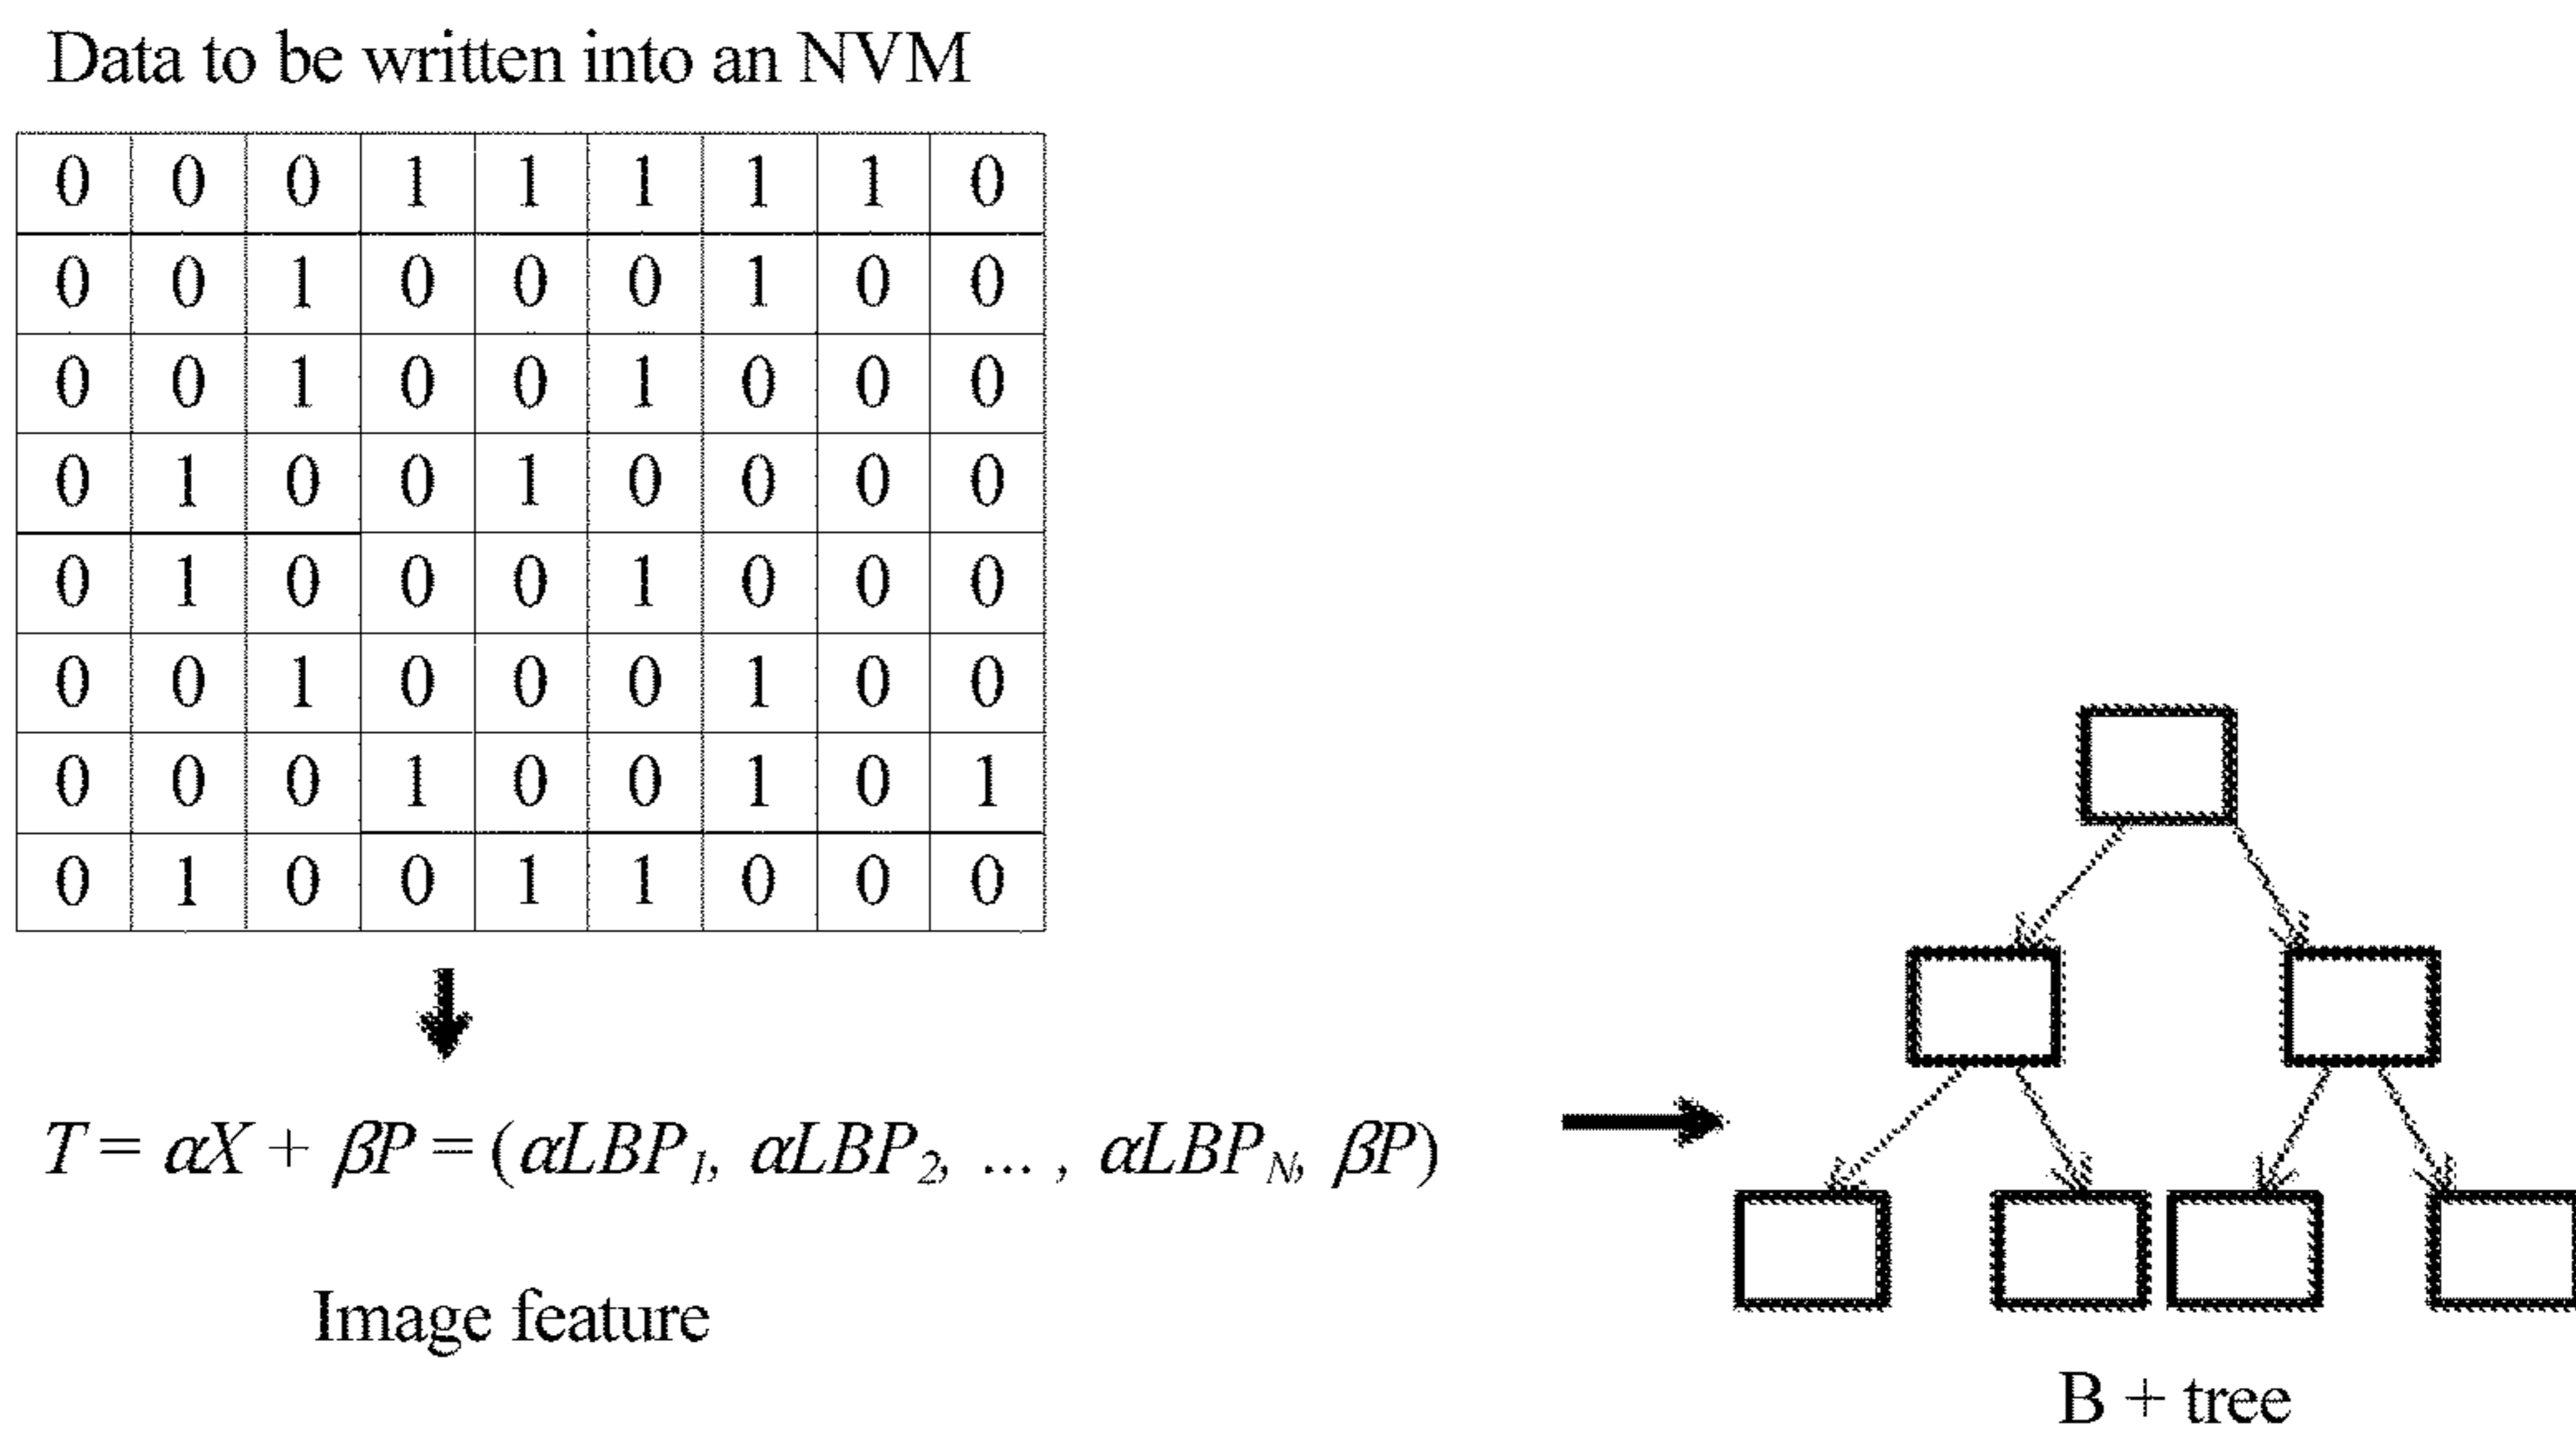 Data to be written into an NVM
0 0 0 1 1 1 1 1 0
0 0 1 0 0 0 1 0 0
0 0 1 0 0 1 0 0 0
0 1 0 0 1 0 0 0 0
0 1 0 0 0 1 0 0 0
0 0 1 0 0 0 1 0 0
0 0 0 1 0 0 1 0 1
0 1 0 0 1 1 0 0 0
T = αX + βP = (αLBP₁, αLBP₂, ... , αLBP_N, βP)
Image feature
B + tree